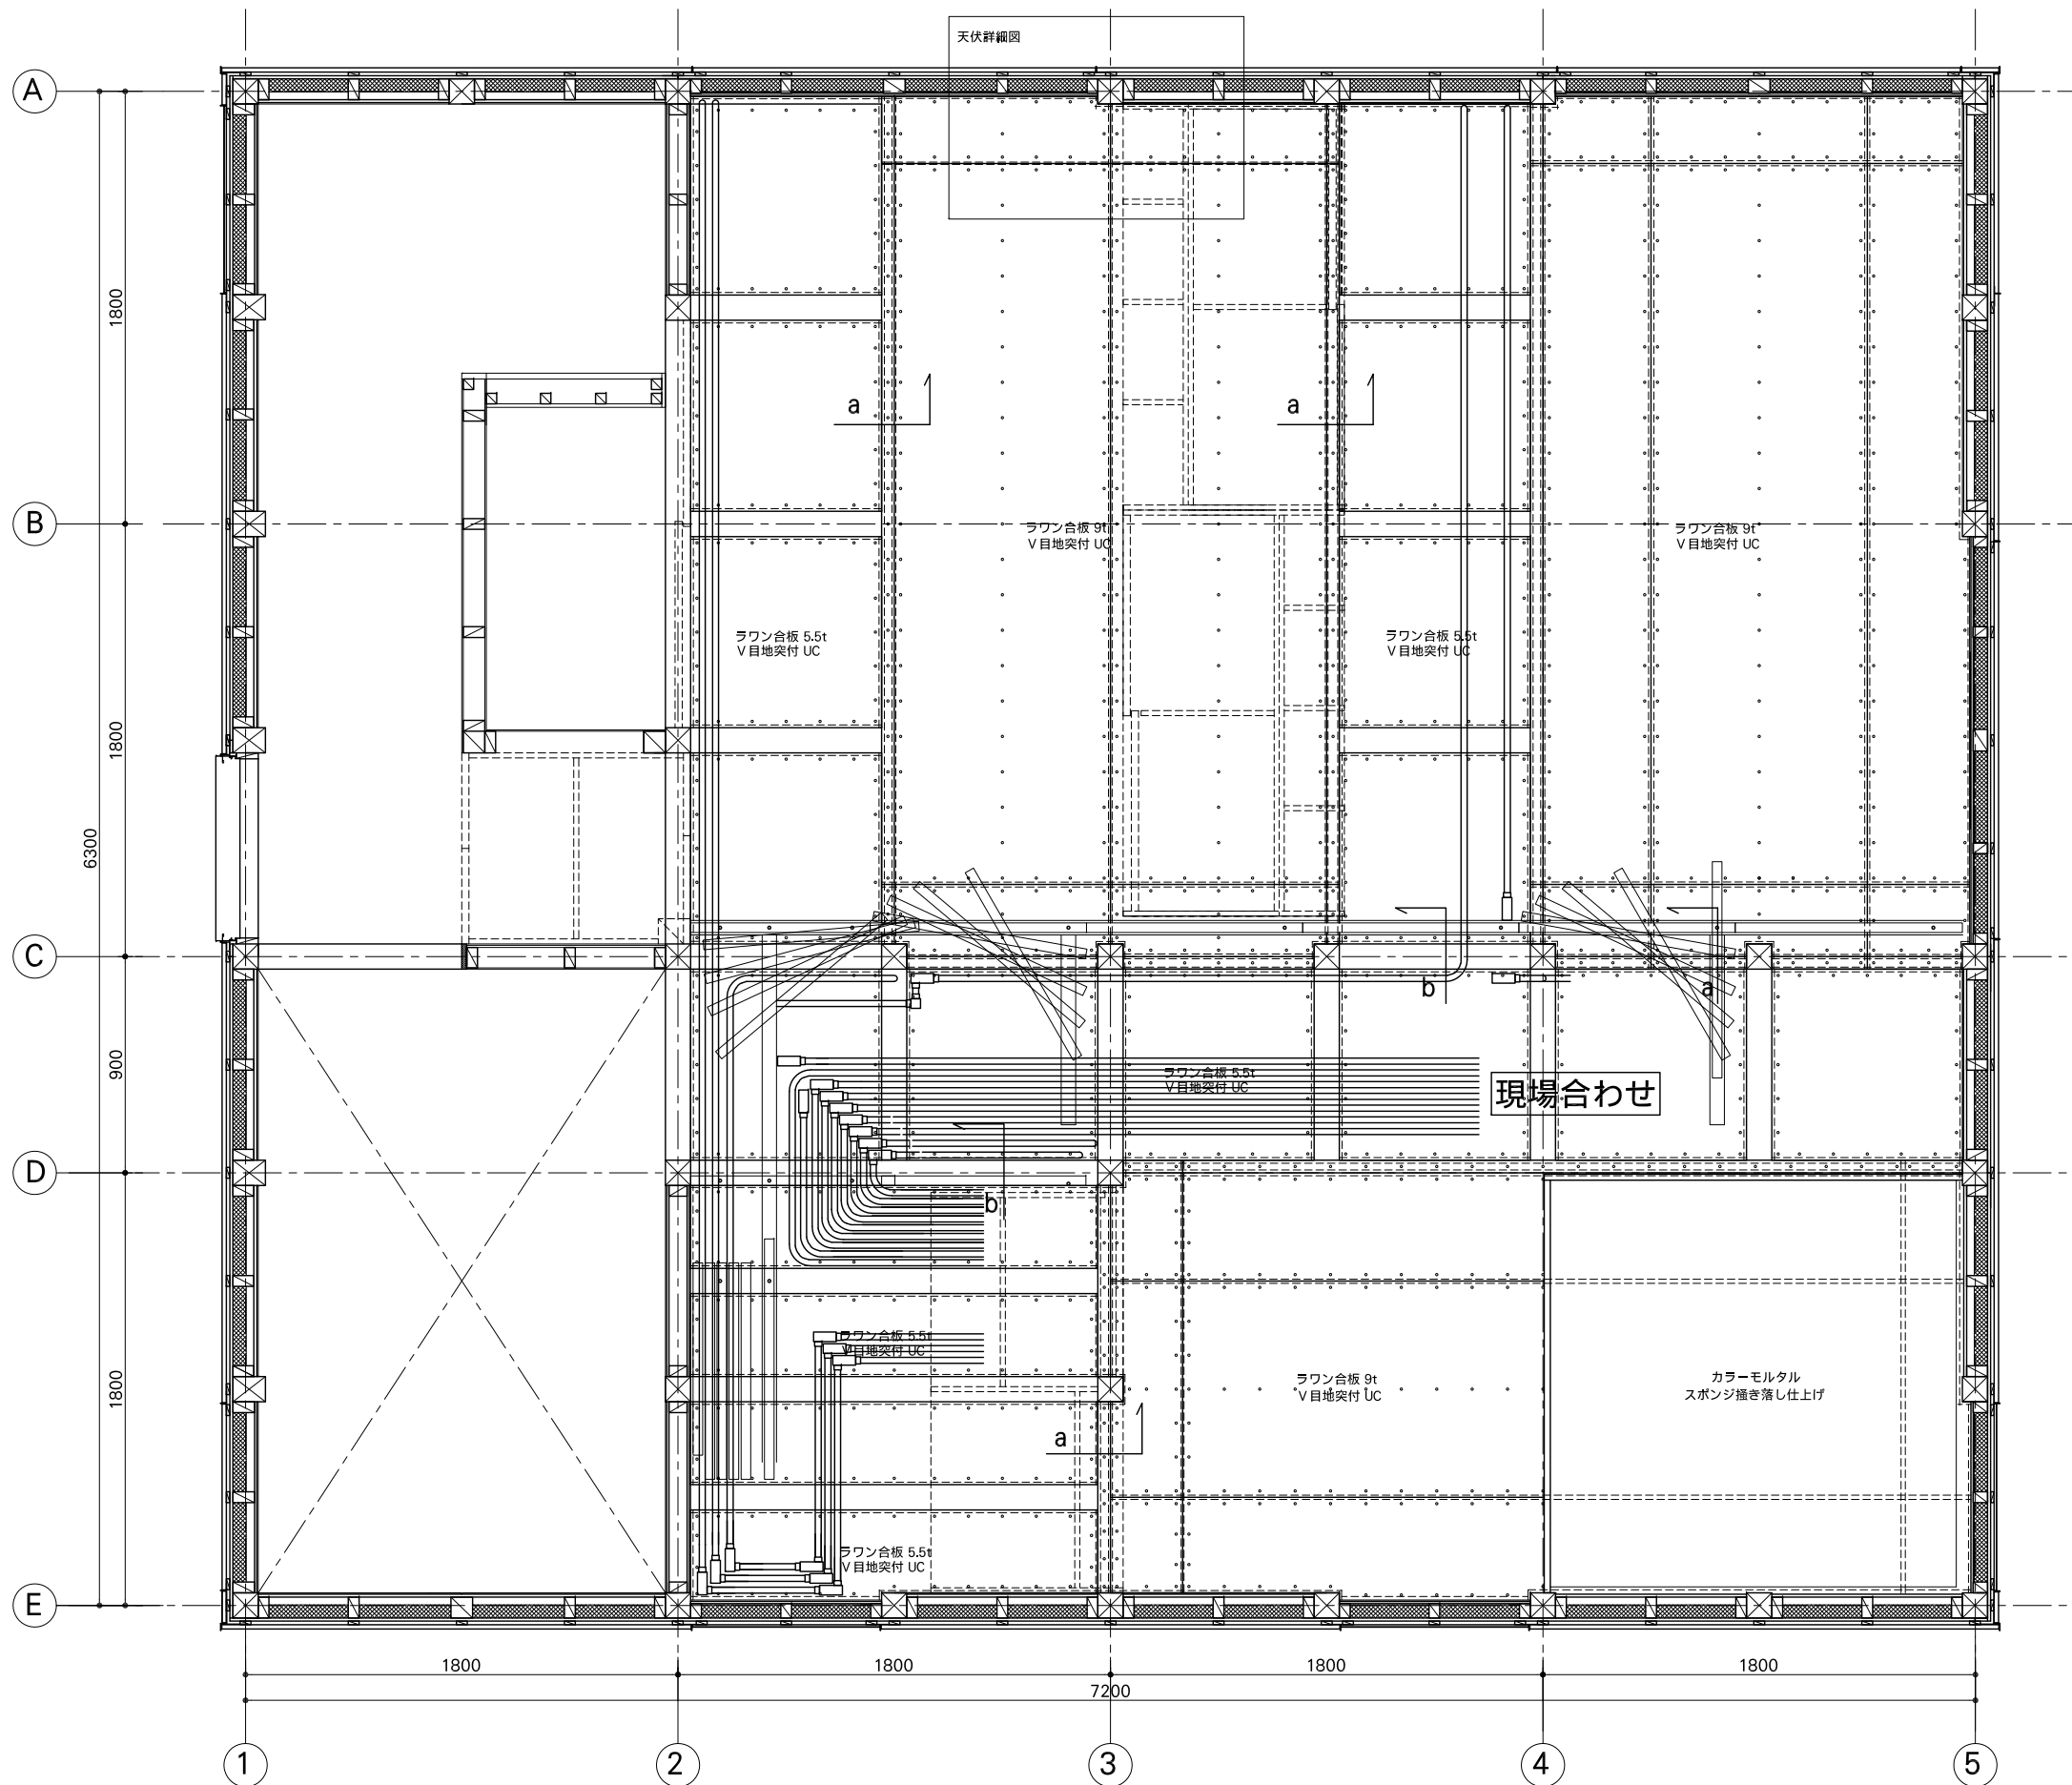 天伏詳細図
A
1800
a
a
B
ラワン合板 9t
V目地突付 UC
ラワン合板 9t
V目地突付 UC
ラワン合板 5.5t
V目地突付 UC
ラワン合板 5.5t
V目地突付 UC
1800
6300
C
b
a
900
ラワン合板 5.5t
V目地突付 UC
現場合わせ
D
b
ラワン合板 5.5t
V目地突付 UC
1800
ラワン合板 9t
V目地突付 UC
カラーモルタル
スポンジ掻き落し仕上げ
a
ラワン合板 5.5t
V目地突付 UC
E
1800
1800
1800
1800
7200
1
2
3
4
5